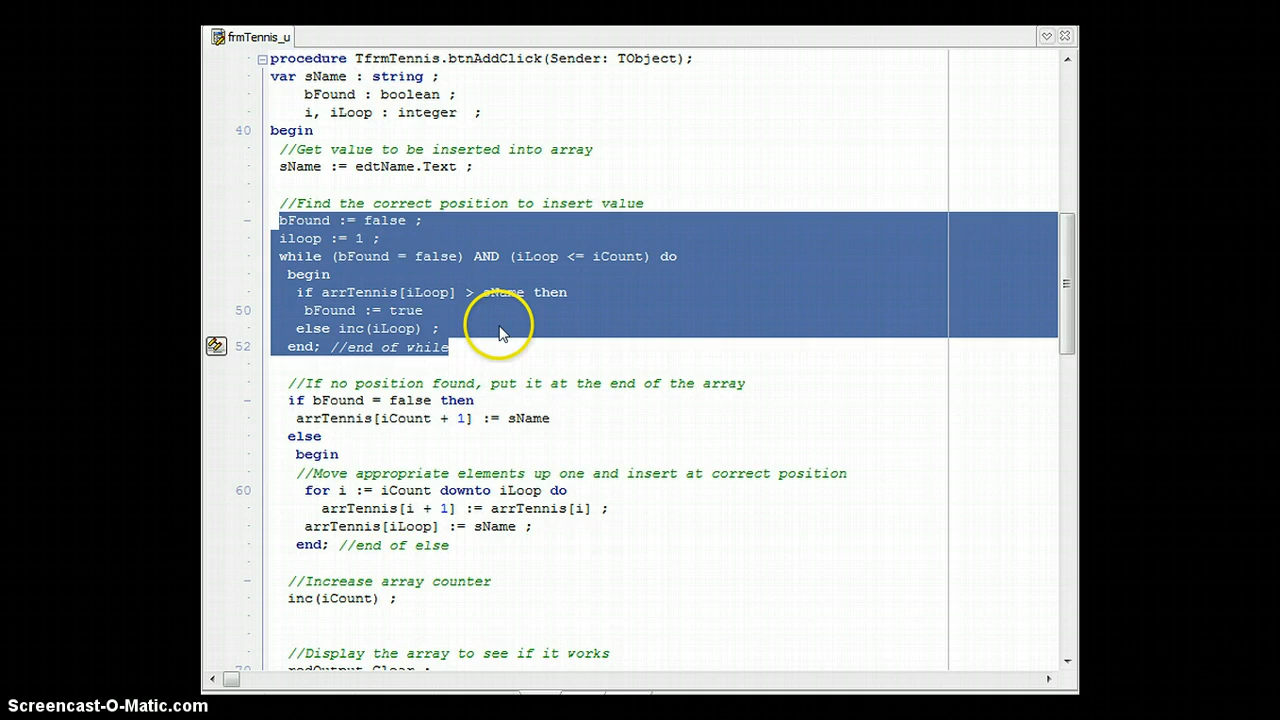 frmTennis_u
procedure TfrmTennis.btnAddClick(Sender: TObject);
var sName : string ;
bFound : boolean ;
i, iLoop : integer  ;
40 begin
//Get value to be inserted into array
sName := edtName.Text ;
//Find the correct position to insert value
bFound := false ;
iloop := 1 ;
while (bFound = false) AND (iLoop <= iCount) do
begin
if arrTennis[iLoop] > sName then
50 bFound := true
else inc(iLoop) ;
52 end; //end of while
//If no position found, put it at the end of the array
if bFound = false then
arrTennis[iCount + 1] := sName
else
begin
//Move appropriate elements up one and insert at correct position
60 for i := iCount downto iLoop do
arrTennis[i + 1] := arrTennis[i] ;
arrTennis[iLoop] := sName ;
end; //end of else
//Increase array counter
inc(iCount) ;
//Display the array to see if it works
70 redOutput.Clear ;
Screencast-O-Matic.com